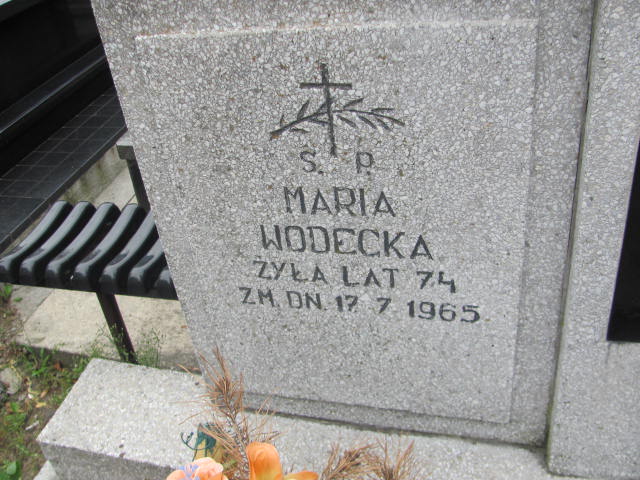 Ś. P.
MARIA
WODECKA
ŻYŁA LAT 74
ZM. DN. 17 7 1965.